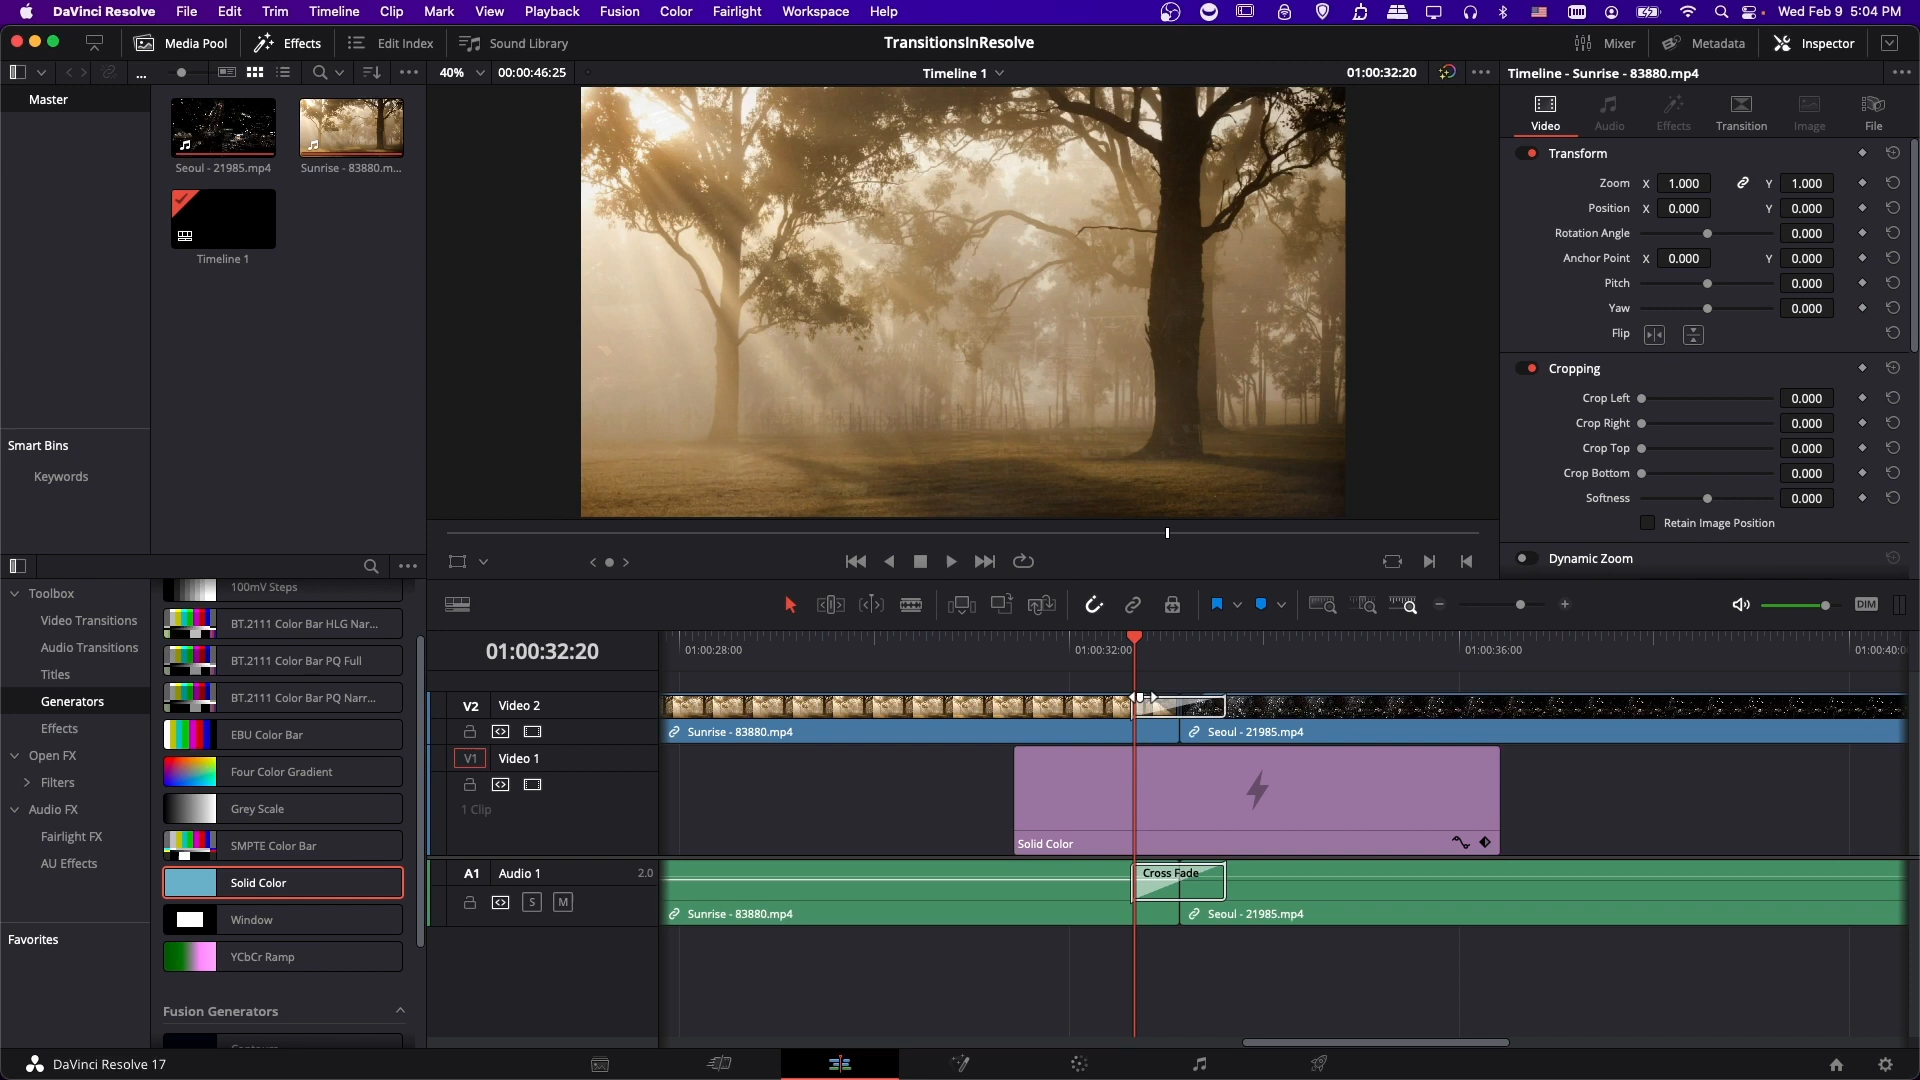 DaVinci Resolve File Edit Trim Timeline Clip Mark View Playback Fusion Color Fairlight Workspace Help Wed Feb 9 5:04 PM
Media Pool Effects Edit Index Sound Library TransitionsInResolve Mixer Metadata Inspector
... 40% 00:00:46:25 Timeline 1 01:00:32:20 Timeline - Sunrise - 83880.mp4
Master
Seoul - 21985.mp4 Sunrise - 83880.m...
Timeline 1
Smart Bins
Keywords
Video Audio Effects Transition Image File
Transform
Zoom X 1.000 Y 1.000
Position X 0.000 Y 0.000
Rotation Angle 0.000
Anchor Point X 0.000 Y 0.000
Pitch 0.000
Yaw 0.000
Flip
Cropping
Crop Left 0.000
Crop Right 0.000
Crop Top 0.000
Crop Bottom 0.000
Softness 0.000
Retain Image Position
Dynamic Zoom
Toolbox
Video Transitions
Audio Transitions
Titles
Generators
Effects
Open FX
Filters
Audio FX
Fairlight FX
AU Effects
Favorites
100mV Steps
BT.2111 Color Bar HLG Nar...
BT.2111 Color Bar PQ Full
BT.2111 Color Bar PQ Narr...
EBU Color Bar
Four Color Gradient
Grey Scale
SMPTE Color Bar
Solid Color
Window
YCbCr Ramp
Fusion Generators
DIM
01:00:32:20 01:00:28:00 01:00:32:00 01:00:36:00 01:00:40:0
V2 Video 2
Sunrise - 83880.mp4 Seoul - 21985.mp4
V1 Video 1
1 Clip
Solid Color
A1 Audio 1 2.0 Cross Fade
S M
Sunrise - 83880.mp4 Seoul - 21985.mp4
DaVinci Resolve 17